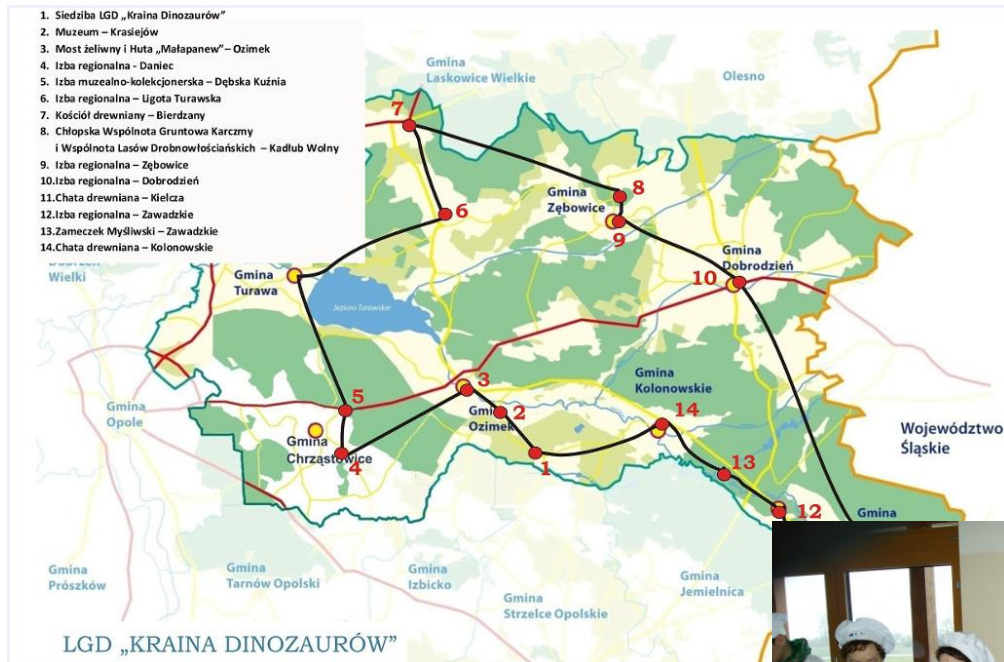 1. Siedziba LGD „Kraina Dinozaurów”
2. Muzeum – Krasiejów
3. Most żeliwny i Huta „Małapanew”– Ozimek
4. Izba regionalna - Daniec
5. Izba muzealno-kolekcjonerska – Dębska Kuźnia
6. Izba regionalna – Ligota Turawska
7. Kościół drewniany – Bierdzany
8. Chłopska Wspólnota Gruntowa Karczmy
i Wspólnota Lasów Drobnowłościańskich – Kadłub Wolny
9. Izba regionalna – Zębowice
10.Izba regionalna – Dobrodzień
11.Chata drewniana – Kielcza
12.Izba regionalna – Zawadzkie
13.Zameczek Myśliwski – Zawadzkie
14.Chata drewniana – Kolonowskie
Gmina
Laskowice Wielkie
Olesno
7
8
Gmina
Zębowice
9
6
Wielki
Gmina
Turawa
Jezioro Turawskie
Gmina
Dobrodzień
10
Gmina
Kolonowskie
3
5
2
14
Gmina
Opole
Ozimek
Gmina
Chrząstowice
4
1
13
12
Województwo
Śląskie
Gmina
Gmina
Prószków
Gmina
Tarnów Opolski
Gmina
Izbicko
Gmina
Strzelce Opolskie
Gmina
Jemielnica
LGD „KRAINA DINOZAURÓW”